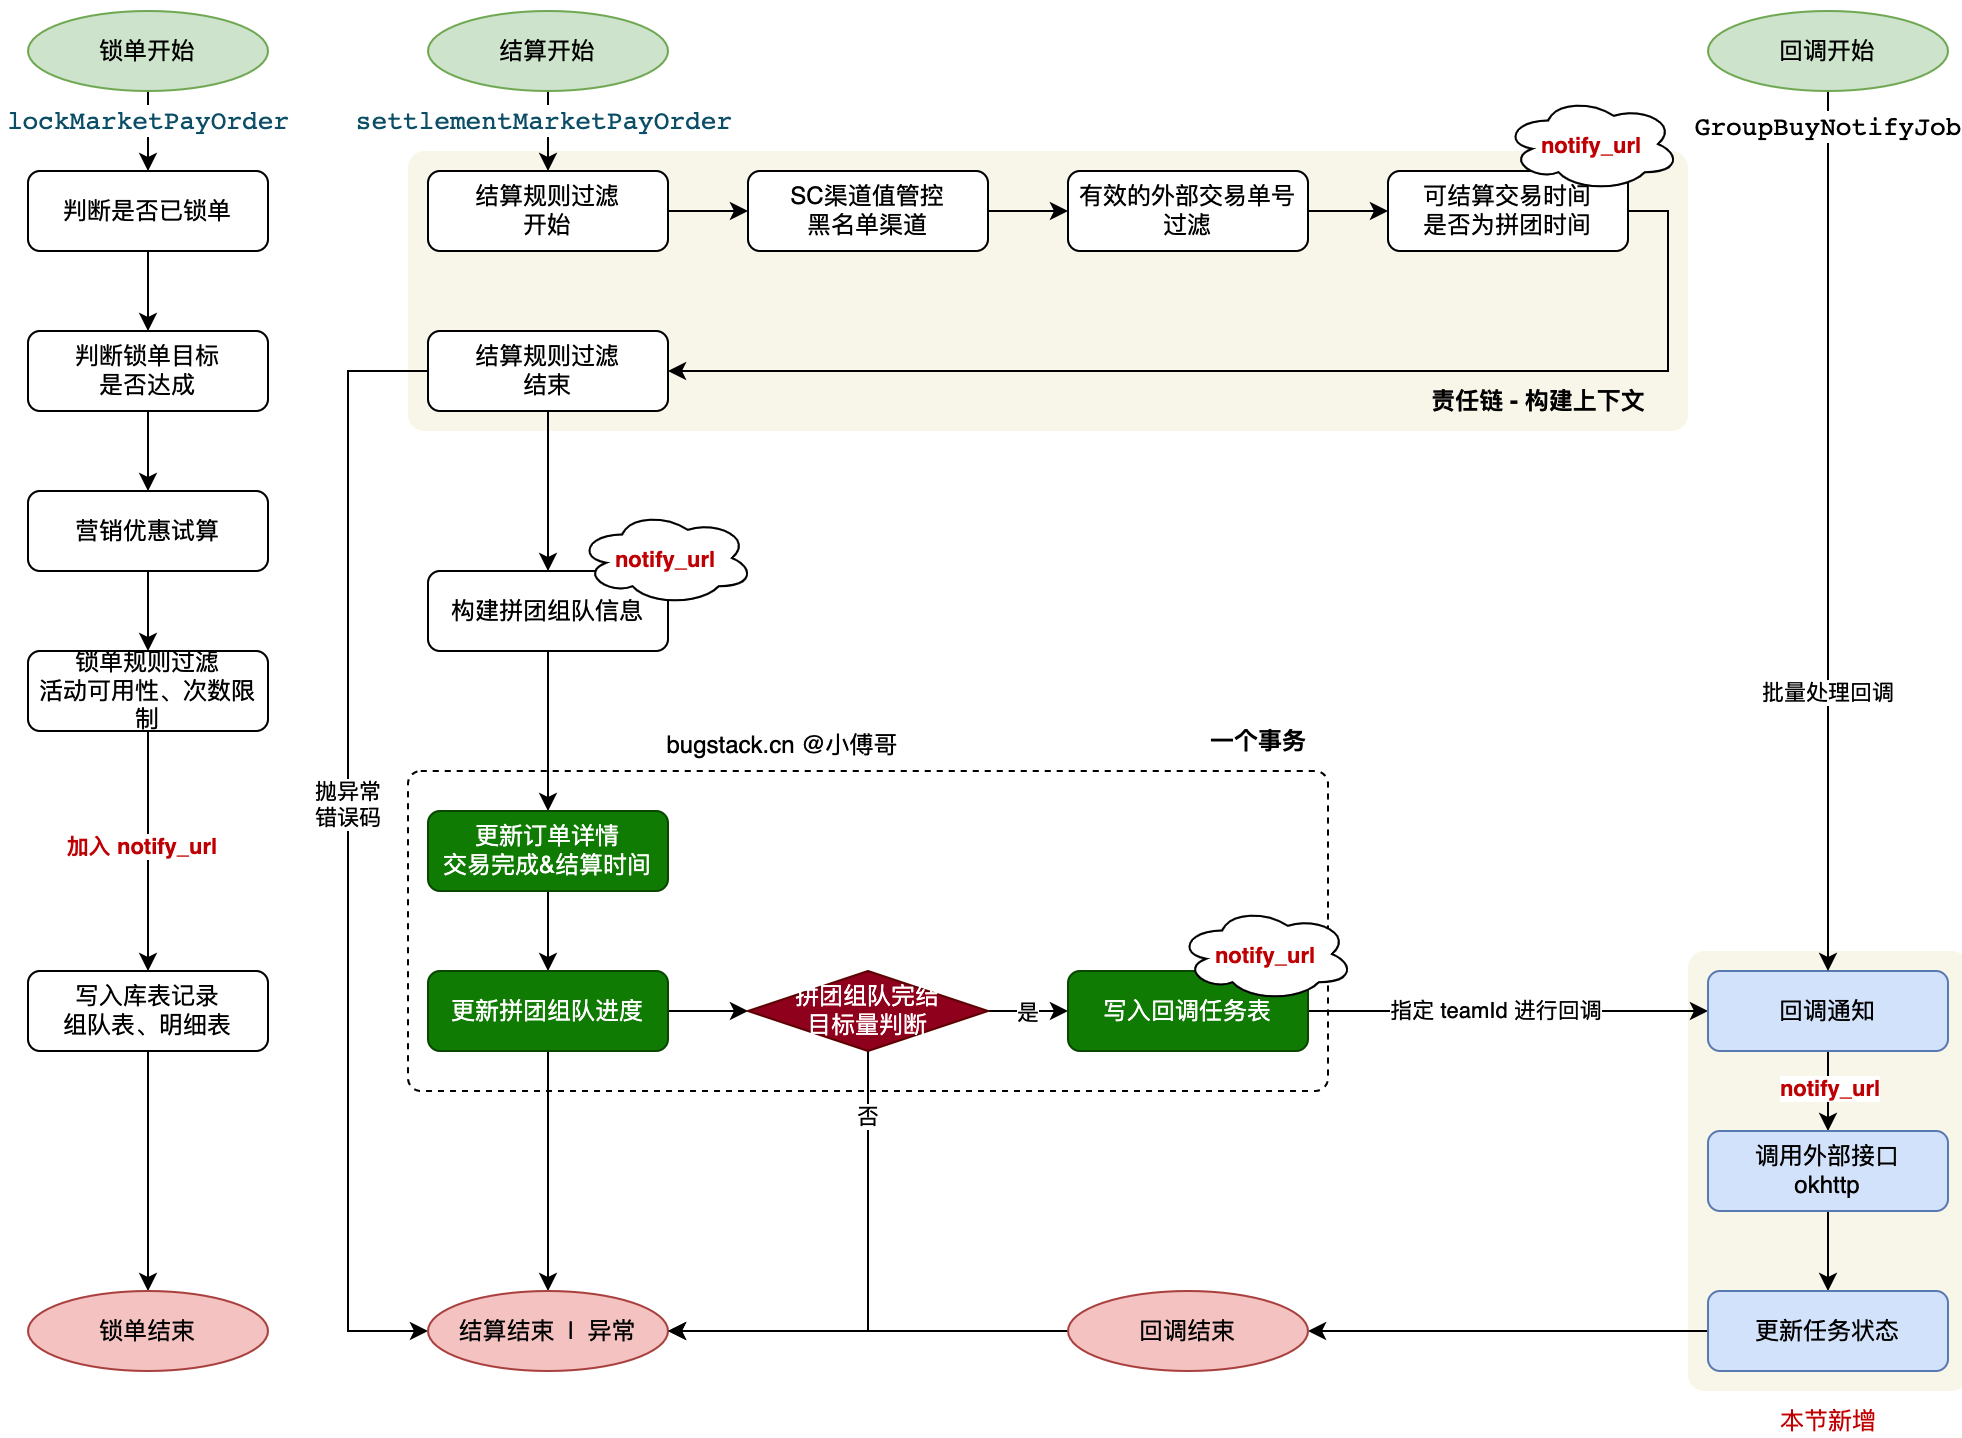 锁单开始
lockMarketPayOrder
判断是否已锁单
判断锁单目标
是否达成
营销优惠试算
锁单规则过滤
活动可用性、次数限
制
加入 notify_url
写入库表记录
组队表、明细表
锁单结束
结算开始
settlementMarketPayOrder
结算规则过滤
开始
SC渠道值管控
黑名单渠道
有效的外部交易单号
过滤
notify_url
可结算交易时间
是否为拼团时间
结算规则过滤
结束
责任链 - 构建上下文
抛异常
错误码
notify_url
构建拼团组队信息
bugstack.cn @小傅哥
一个事务
更新订单详情
交易完成&结算时间
更新拼团组队进度
拼团组队完结
目标量判断
是
否
notify_url
写入回调任务表
指定 teamId 进行回调
结算结束 | 异常
回调结束
回调开始
GroupBuyNotifyJob
批量处理回调
回调通知
notify_url
调用外部接口
okhttp
更新任务状态
本节新增